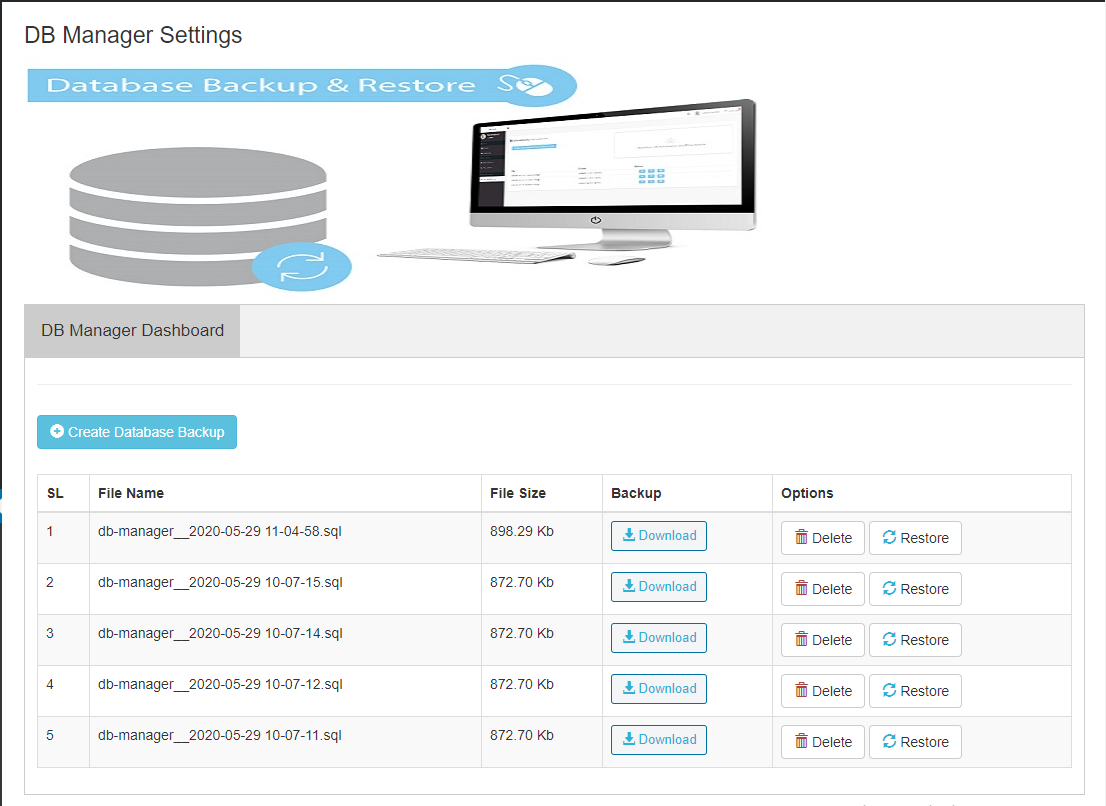 DB Manager Settings
Database Backup & Restore
DB Manager Dashboard
Create Database Backup
SL File Name File Size Backup Options
1 db-manager__2020-05-29 11-04-58.sql 898.29 Kb Download Delete Restore
2 db-manager__2020-05-29 10-07-15.sql 872.70 Kb Download Delete Restore
3 db-manager__2020-05-29 10-07-14.sql 872.70 Kb Download Delete Restore
4 db-manager__2020-05-29 10-07-12.sql 872.70 Kb Download Delete Restore
5 db-manager__2020-05-29 10-07-11.sql 872.70 Kb Download Delete Restore